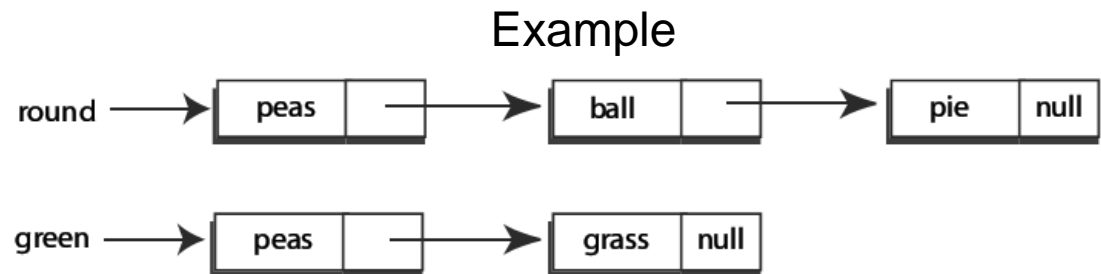 Example
round peas ball pie null
green peas grass null